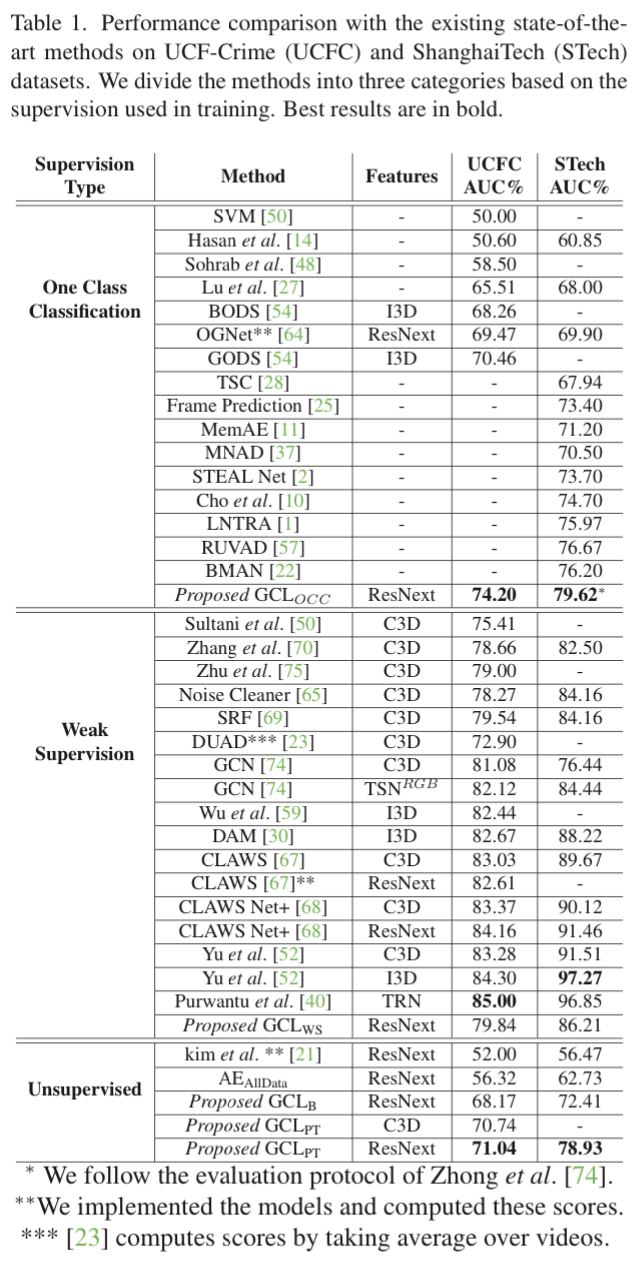 Table 1. Performance comparison with the existing state-of-the-
art methods on UCF-Crime (UCFC) and ShanghaiTech (STech)
datasets. We divide the methods into three categories based on the
supervision used in training. Best results are in bold.
Supervision Type | Method | Features | UCFC AUC% | STech AUC%
One Class Classification
SVM [50] | - | 50.00 | -
Hasan et al. [14] | - | 50.60 | 60.85
Sohrab et al. [48] | - | 58.50 | -
Lu et al. [27] | - | 65.51 | 68.00
BODS [54] | I3D | 68.26 | -
OGNet** [64] | ResNext | 69.47 | 69.90
GODS [54] | I3D | 70.46 | -
TSC [28] | - | - | 67.94
Frame Prediction [25] | - | - | 73.40
MemAE [11] | - | - | 71.20
MNAD [37] | - | - | 70.50
STEAL Net [2] | - | - | 73.70
Cho et al. [10] | - | - | 74.70
LNTRA [1] | - | - | 75.97
RUVAD [57] | - | - | 76.67
BMAN [22] | - | - | 76.20
Proposed GCL_OCC | ResNext | 74.20 | 79.62*
Weak Supervision
Sultani et al. [50] | C3D | 75.41 | -
Zhang et al. [70] | C3D | 78.66 | 82.50
Zhu et al. [75] | C3D | 79.00 | -
Noise Cleaner [65] | C3D | 78.27 | 84.16
SRF [69] | C3D | 79.54 | 84.16
DUAD*** [23] | C3D | 72.90 | -
GCN [74] | C3D | 81.08 | 76.44
GCN [74] | TSN^RGB | 82.12 | 84.44
Wu et al. [59] | I3D | 82.44 | -
DAM [30] | I3D | 82.67 | 88.22
CLAWS [67] | C3D | 83.03 | 89.67
CLAWS [67]** | ResNext | 82.61 | -
CLAWS Net+ [68] | C3D | 83.37 | 90.12
CLAWS Net+ [68] | ResNext | 84.16 | 91.46
Yu et al. [52] | C3D | 83.28 | 91.51
Yu et al. [52] | I3D | 84.30 | 97.27
Purwantu et al. [40] | TRN | 85.00 | 96.85
Proposed GCL_WS | ResNext | 79.84 | 86.21
Unsupervised
kim et al. ** [21] | ResNext | 52.00 | 56.47
AE_AllData | ResNext | 56.32 | 62.73
Proposed GCL_B | ResNext | 68.17 | 72.41
Proposed GCL_PT | C3D | 70.74 | -
Proposed GCL_PT | ResNext | 71.04 | 78.93
* We follow the evaluation protocol of Zhong et al. [74].
**We implemented the models and computed these scores.
*** [23] computes scores by taking average over videos.